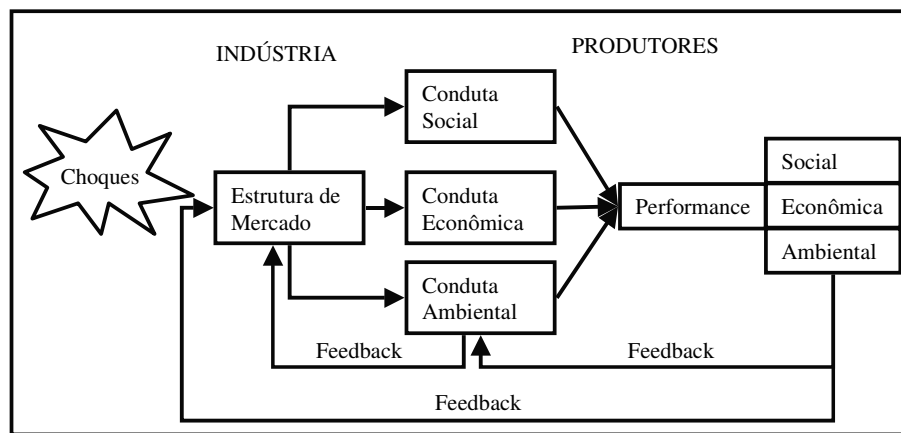 INDÚSTRIA
PRODUTORES
Choques
Estrutura de
Mercado
Conduta
Social
Conduta
Econômica
Conduta
Ambiental
Performance
Social
Econômica
Ambiental
Feedback
Feedback
Feedback